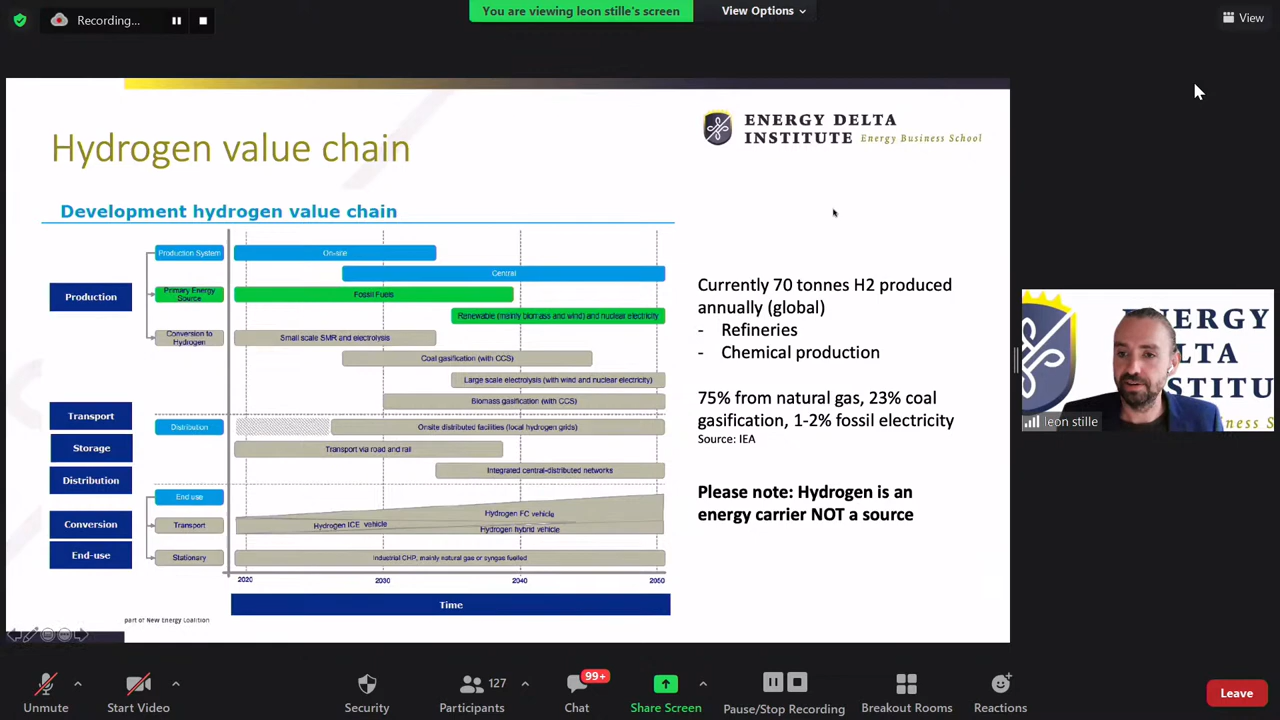 Recording...
You are viewing leon stille's screen
View Options
View
Hydrogen value chain
ENERGY DELTA
INSTITUTE Energy Business School
Development hydrogen value chain
Production
Production System
On-site
Central
Primary Energy
Source
Fossil Fuels
Renewable (mainly biomass and wind) and nuclear electricity
Conversion to
Hydrogen
Small scale SMR and electrolysis
Coal gasification (with CCS)
Large scale electrolysis (with wind and nuclear electricity)
Biomass gasification (with CCS)
Transport
Storage
Distribution
Distribution
Onsite distributed facilities (local hydrogen grids)
Transport via road and rail
Integrated central-distributed networks
Conversion
End-use
End use
Transport
Hydrogen ICE vehicle
Hydrogen FC vehicle
Hydrogen hybrid vehicle
Stationary
Industrial CHP, mainly natural gas or syngas fuelled
2020
2030
2040
2050
Time
part of New Energy Coalition
Currently 70 tonnes H2 produced
annually (global)
- Refineries
- Chemical production
75% from natural gas, 23% coal
gasification, 1-2% fossil electricity
Source: IEA
Please note: Hydrogen is an
energy carrier NOT a source
ERGY
LTA
TITU
leon stille
Unmute
Start Video
Security
127
Participants
99+
Chat
Share Screen
Pause/Stop Recording
Breakout Rooms
Reactions
Leave